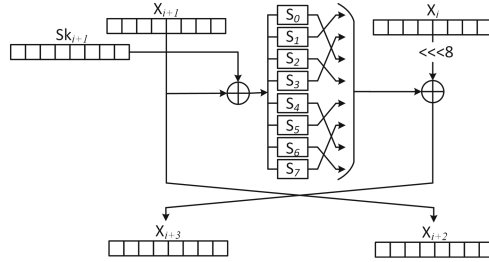 X_{i+1}
Sk_{i+1}
S_0
S_1
S_2
S_3
S_4
S_5
S_6
S_7
X_i
<<<8
X_{i+3}
X_{i+2}